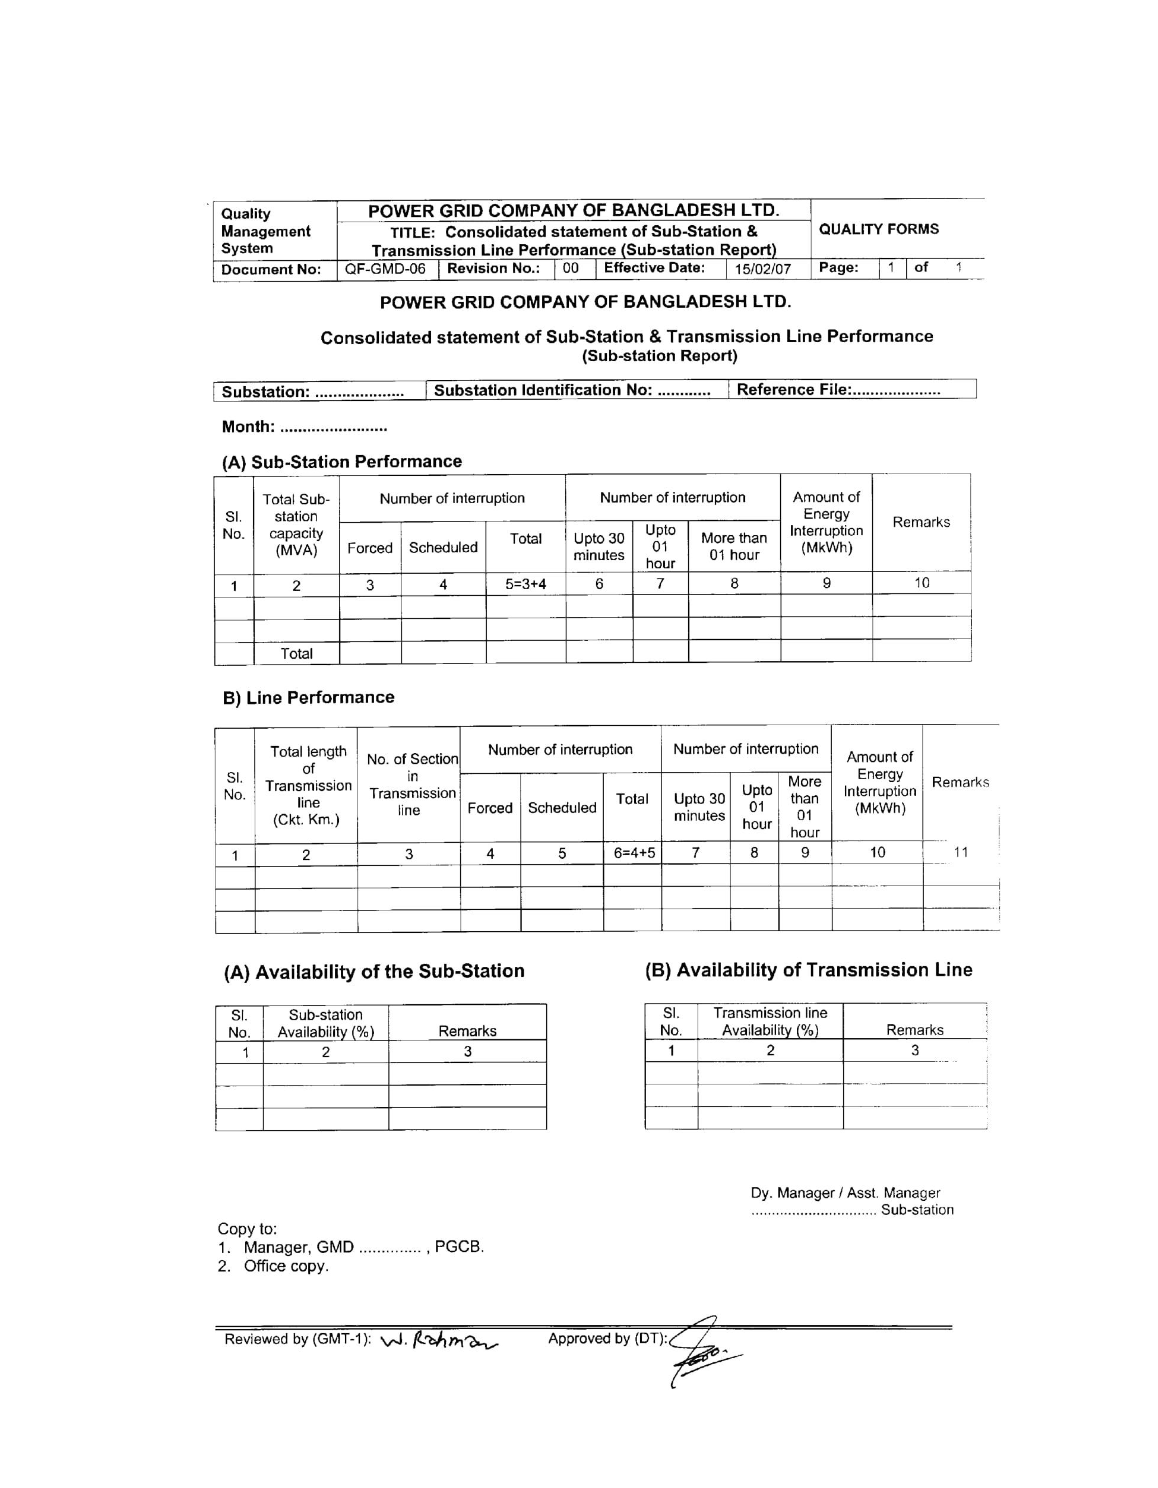 Quality Management System
POWER GRID COMPANY OF BANGLADESH LTD.
TITLE: Consolidated statement of Sub-Station &
Transmission Line Performance (Sub-station Report)
QUALITY FORMS
Document No: QF-GMD-06 Revision No.: 00 Effective Date: 15/02/07 Page: 1 of 1
POWER GRID COMPANY OF BANGLADESH LTD.
Consolidated statement of Sub-Station & Transmission Line Performance
(Sub-station Report)
Substation: .................... Substation Identification No: ............ Reference File:....................
Month: ........................
(A) Sub-Station Performance
Sl. No.
Total Sub-station capacity (MVA)
Number of interruption
Forced
Scheduled
Total
Number of interruption
Upto 30 minutes
Upto 01 hour
More than 01 hour
Amount of Energy Interruption (MkWh)
Remarks
1 2 3 4 5=3+4 6 7 8 9 10
Total
B) Line Performance
Sl. No.
Total length of Transmission line (Ckt. Km.)
No. of Section in Transmission line
Number of interruption
Forced
Scheduled
Total
Number of interruption
Upto 30 minutes
Upto 01 hour
More than 01 hour
Amount of Energy Interruption (MkWh)
Remarks
1 2 3 4 5 6=4+5 7 8 9 10 11
(A) Availability of the Sub-Station
Sl. No.
Sub-station Availability (%)
Remarks
1 2 3
(B) Availability of Transmission Line
Sl. No.
Transmission line Availability (%)
Remarks
1 2 3
Dy. Manager / Asst. Manager
.............................. Sub-station
Copy to:
1. Manager, GMD .............. , PGCB.
2. Office copy.
Reviewed by (GMT-1): W. Rahman Approved by (DT):